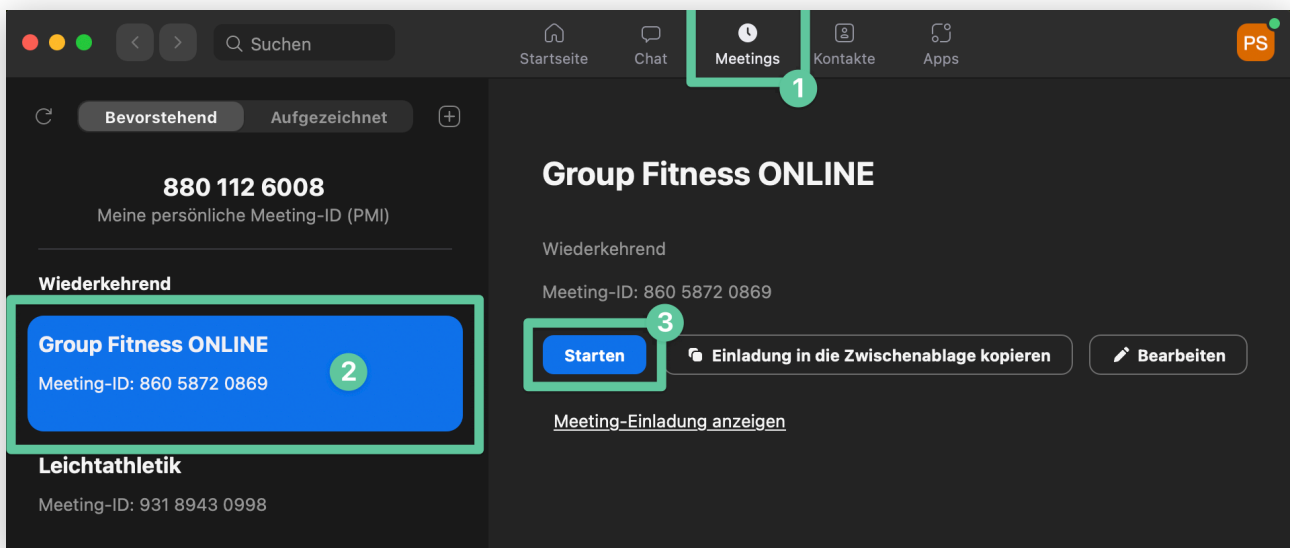 Suchen
Startseite
Chat
Meetings
Kontakte
Apps
PS
1
Bevorstehend
Aufgezeichnet
880 112 6008
Meine persönliche Meeting-ID (PMI)
Wiederkehrend
Group Fitness ONLINE
Meeting-ID: 860 5872 0869
2
Leichtathletik
Meeting-ID: 931 8943 0998
Group Fitness ONLINE
Wiederkehrend
Meeting-ID: 860 5872 0869
3
Starten
Einladung in die Zwischenablage kopieren
Bearbeiten
Meeting-Einladung anzeigen